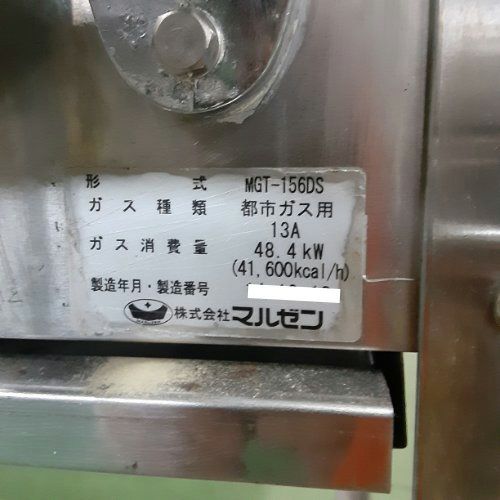 形 式 MGT-156DS
ガス種類 都市ガス用
13A
ガス消費量 48.4kW
(41,600kcal/h)
製造年月・製造番号
株式会社 マルゼン